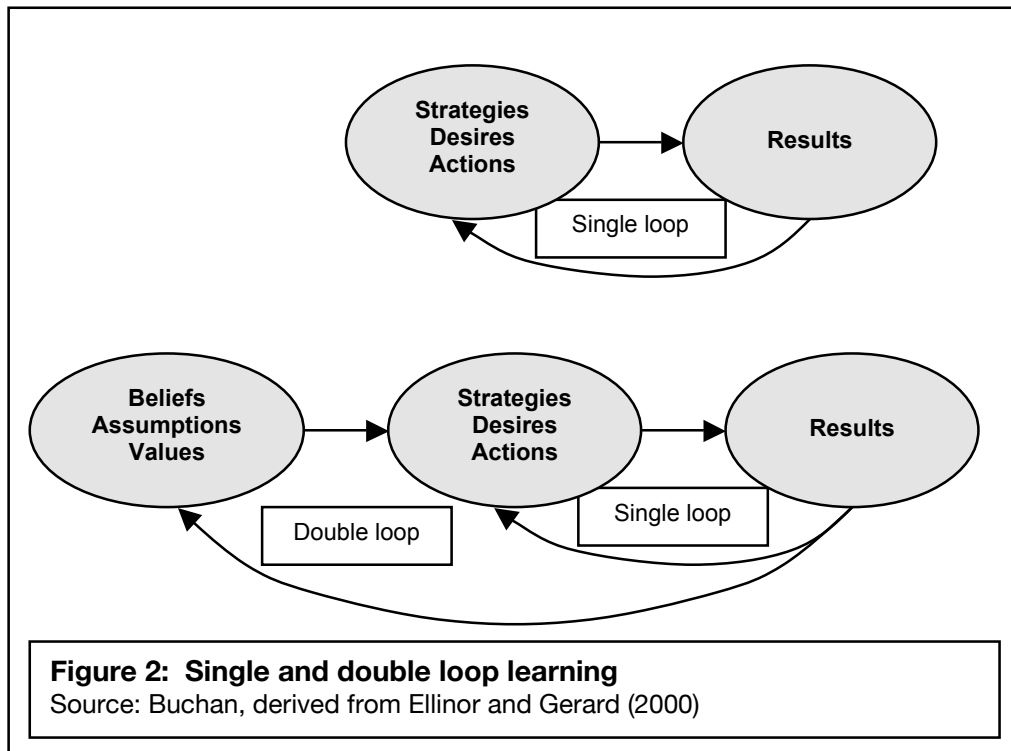 Strategies
Desires
Actions
Results
Single loop
Beliefs
Assumptions
Values
Strategies
Desires
Actions
Results
Double loop
Single loop
Figure 2: Single and double loop learning
Source: Buchan, derived from Ellinor and Gerard (2000)